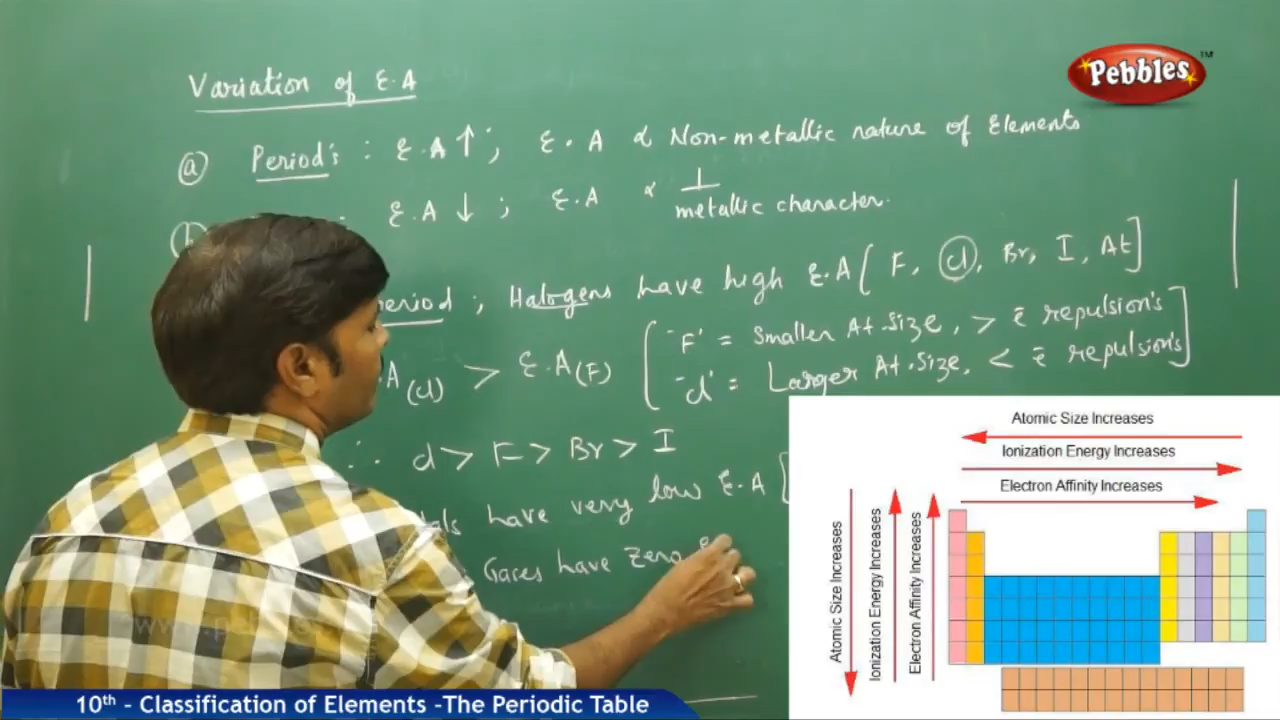 Variation of E.A
Pebbles™
(a) Period's : E.A ↑ ; E.A ∝ Non-metallic nature of Elements
: E.A ↓ ; E.A ∝ 1
metallic character.
period ; Halogens have high E.A [ F, Cl, Br, I, At ]
A(Cl) > E.A(F) [ 'F' = Smaller At.Size, > ē repulsion's
'Cl' = Larger At.Size, < ē repulsion's ]
∴ Cl > F > Br > I
have very low E.A [
Gases have Zero
Atomic Size Increases
Ionization Energy Increases
Electron Affinity Increases
Atomic Size Increases
Ionization Energy Increases
Electron Affinity Increases
10th - Classification of Elements -The Periodic Table